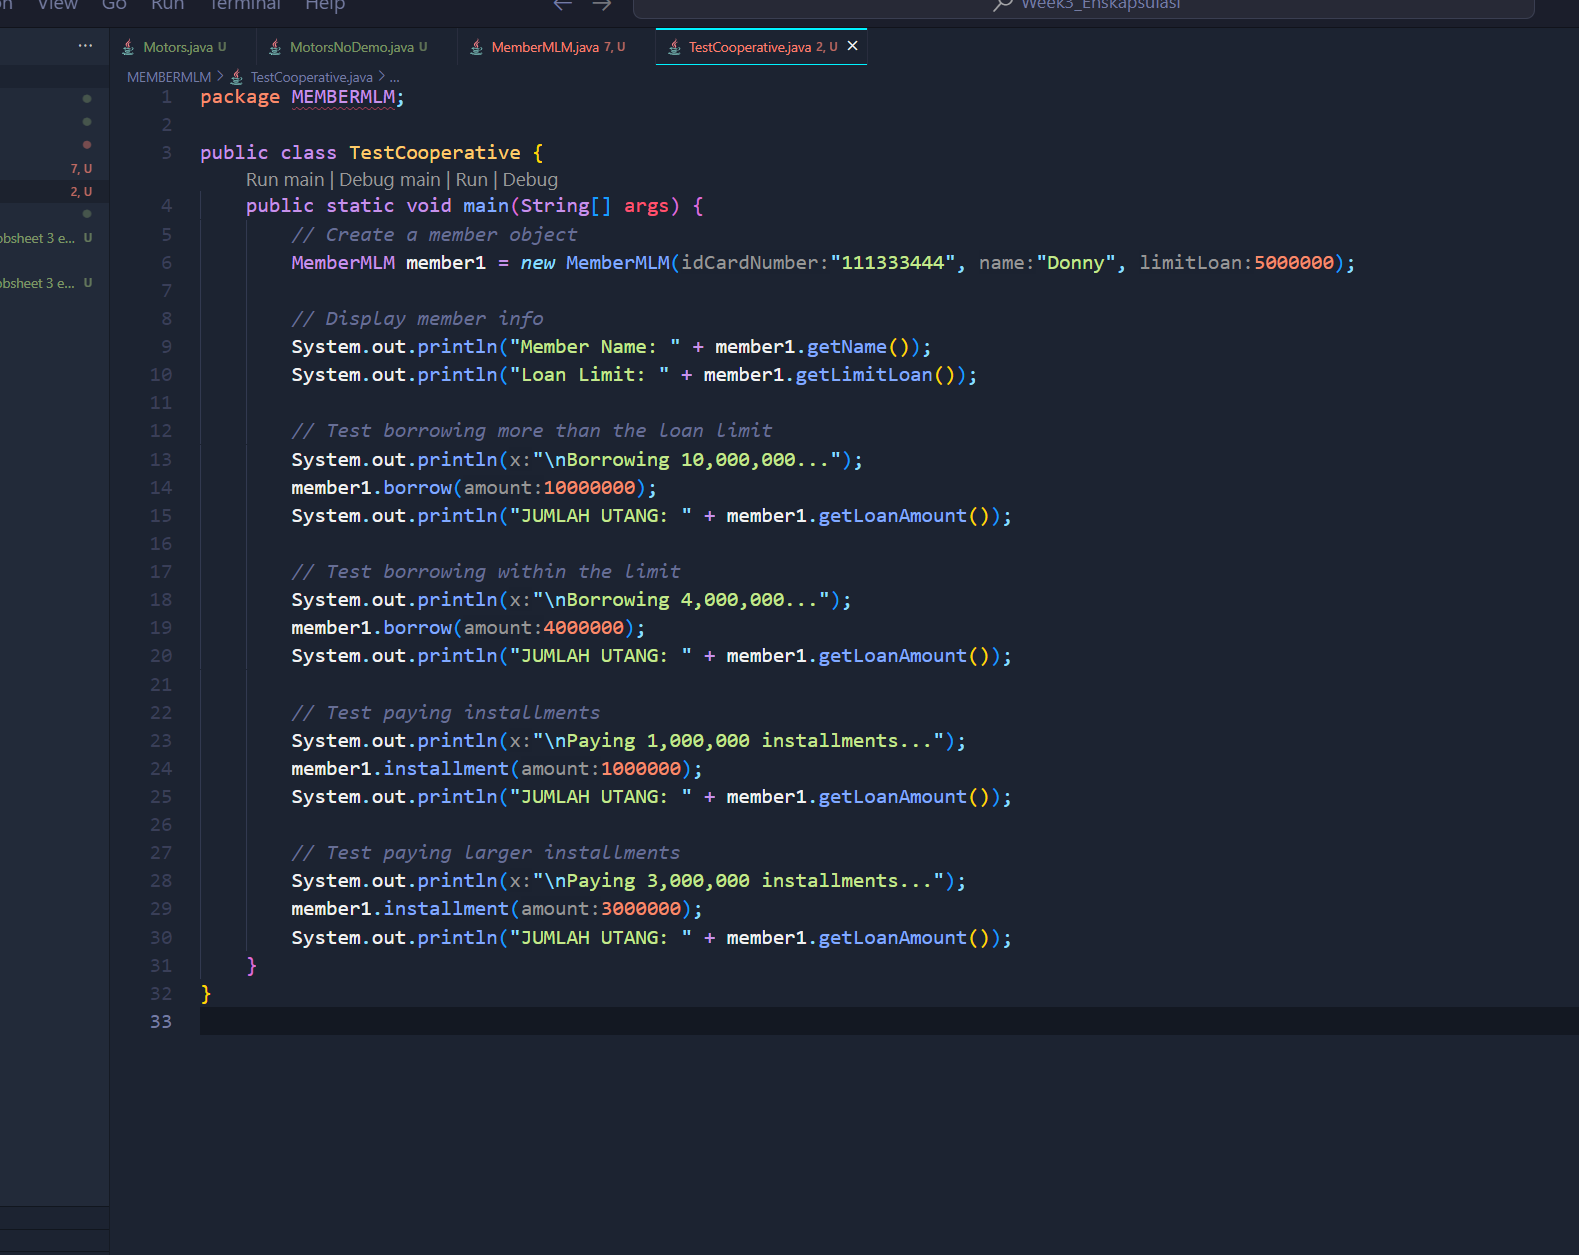 View Go Run Terminal Help
Week3_Enskapsulasi
Motors.java U
MotorsNoDemo.java U
MemberMLM.java 7, U
TestCooperative.java 2, U
MEMBERMLM > TestCooperative.java > ...
7, U
2, U
obsheet 3 e... U
obsheet 3 e... U
1 package MEMBERMLM;
2
3 public class TestCooperative {
Run main | Debug main | Run | Debug
4 public static void main(String[] args) {
5 // Create a member object
6 MemberMLM member1 = new MemberMLM(idCardNumber:"111333444", name:"Donny", limitLoan:5000000);
7
8 // Display member info
9 System.out.println("Member Name: " + member1.getName());
10 System.out.println("Loan Limit: " + member1.getLimitLoan());
11
12 // Test borrowing more than the loan limit
13 System.out.println(x:"\nBorrowing 10,000,000...");
14 member1.borrow(amount:10000000);
15 System.out.println("JUMLAH UTANG: " + member1.getLoanAmount());
16
17 // Test borrowing within the limit
18 System.out.println(x:"\nBorrowing 4,000,000...");
19 member1.borrow(amount:4000000);
20 System.out.println("JUMLAH UTANG: " + member1.getLoanAmount());
21
22 // Test paying installments
23 System.out.println(x:"\nPaying 1,000,000 installments...");
24 member1.installment(amount:1000000);
25 System.out.println("JUMLAH UTANG: " + member1.getLoanAmount());
26
27 // Test paying larger installments
28 System.out.println(x:"\nPaying 3,000,000 installments...");
29 member1.installment(amount:3000000);
30 System.out.println("JUMLAH UTANG: " + member1.getLoanAmount());
31 }
32 }
33